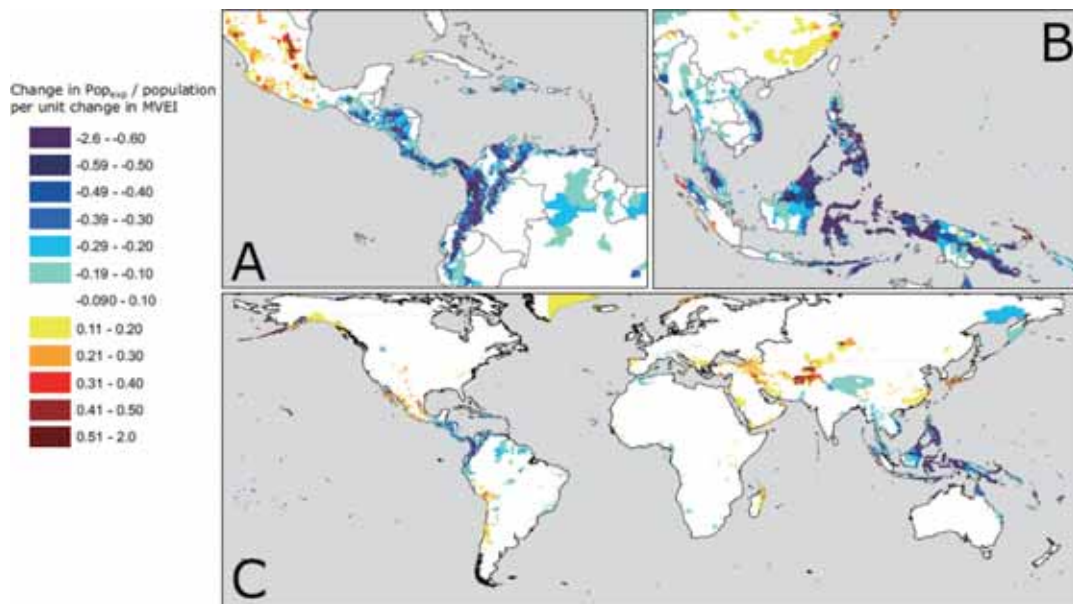 Change in Popexp / population
per unit change in MVEI
-2.6 - -0.60
-0.59 - -0.50
-0.49 - -0.40
-0.39 - -0.30
-0.29 - -0.20
-0.19 - -0.10
-0.090 - 0.10
0.11 - 0.20
0.21 - 0.30
0.31 - 0.40
0.41 - 0.50
0.51 - 2.0
A
B
C